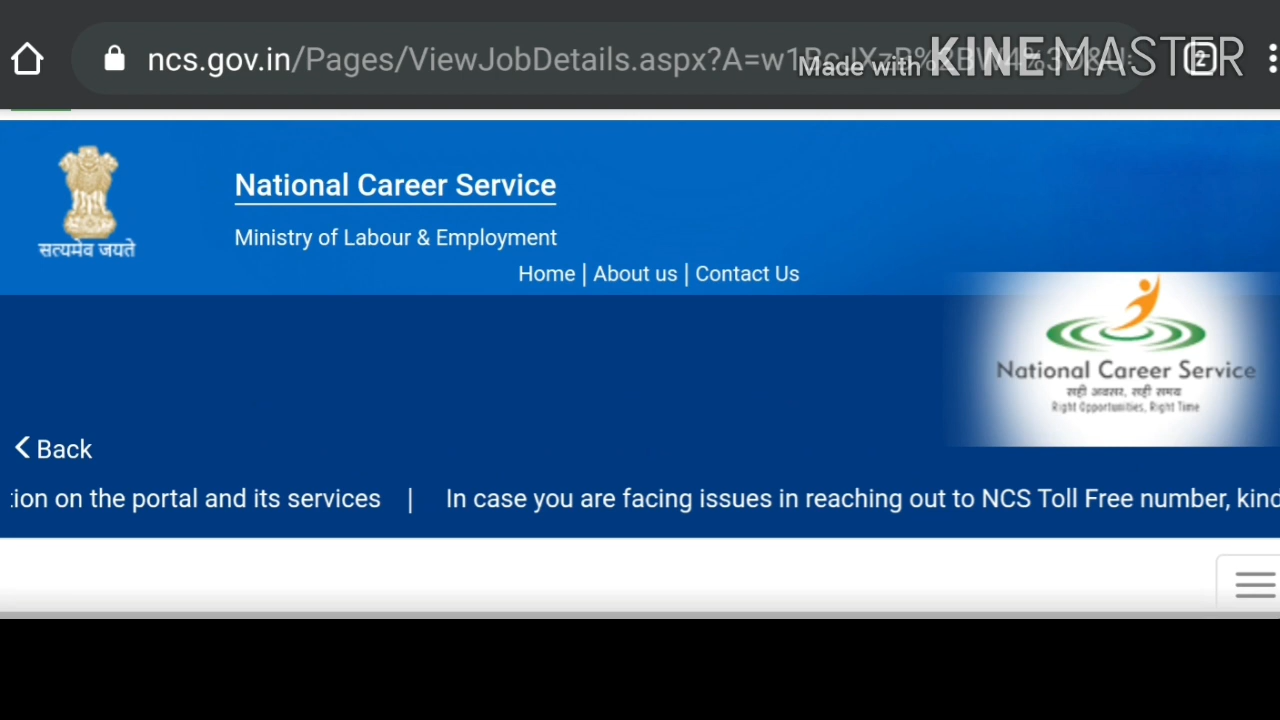 ncs.gov.in/Pages/ViewJobDetails.aspx?A=
Made with KINEMASTER
2
सत्यमेव जयते
National Career Service
Ministry of Labour & Employment
Home | About us | Contact Us
National Career Service
सही अवसर, सही समय
Right Opportunities, Right Time
Back
tion on the portal and its services | In case you are facing issues in reaching out to NCS Toll Free number, kind